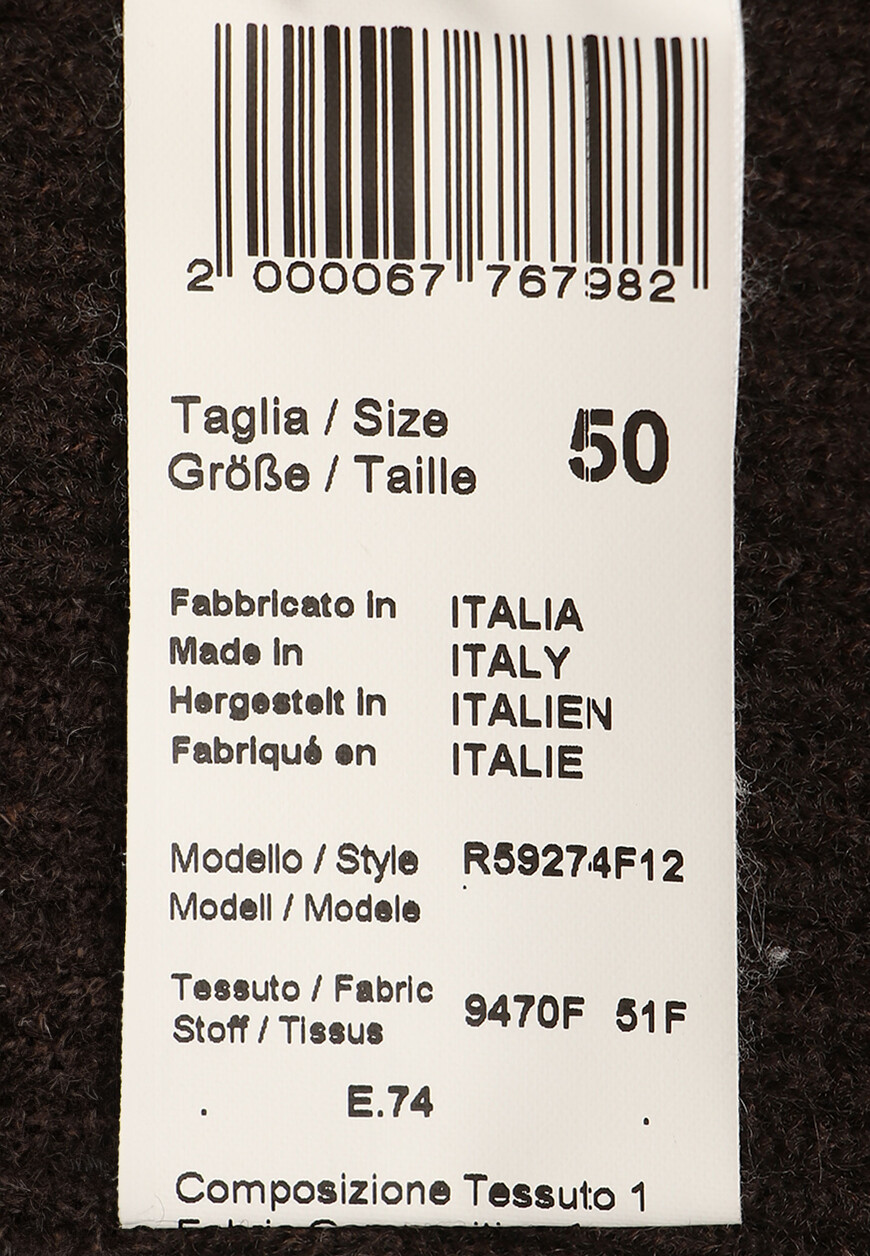 2 000067 767982
Taglia / Size 50
Größe / Taille
Fabbricato in ITALIA
Made in ITALY
Hergestelt in ITALIEN
Fabriqué en ITALIE
Modello / Style R59274F12
Modell / Modele
Tessuto / Fabric 9470F 51F
Stoff / Tissus
E.74
Composizione Tessuto 1